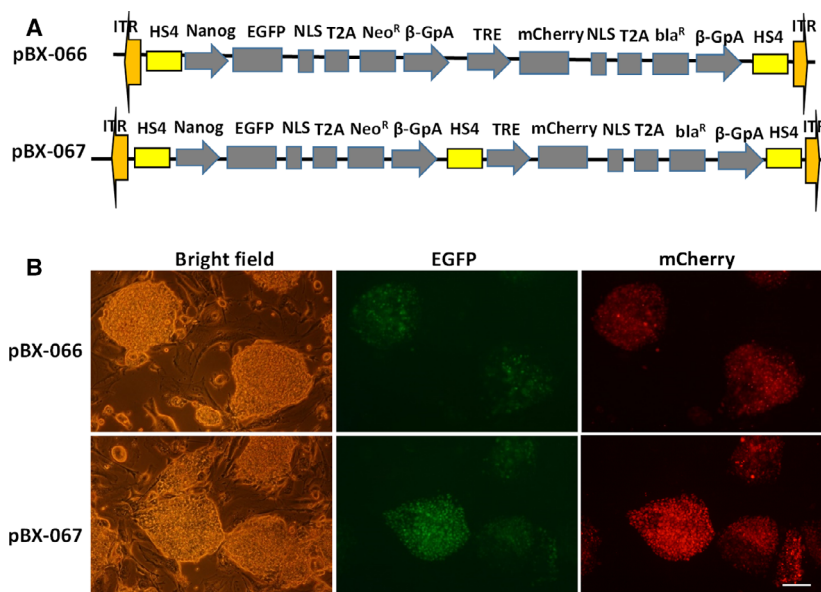 A
ITR HS4 Nanog EGFP NLS T2A Neoᴿ β-GpA TRE mCherry NLS T2A blaᴿ β-GpA HS4 ITR
pBX-066
ITR HS4 Nanog EGFP NLS T2A Neoᴿ β-GpA HS4 TRE mCherry NLS T2A blaᴿ β-GpA HS4 ITR
pBX-067
B
Bright field EGFP mCherry
pBX-066
pBX-067